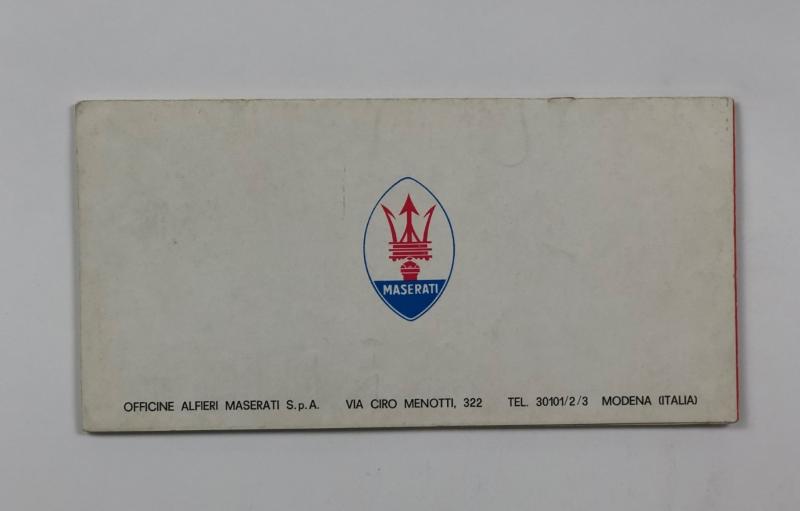 MASERATI
OFFICINE ALFIERI MASERATI S.p.A. VIA CIRO MENOTTI, 322 TEL. 30101/2/3 MODENA (ITALIA)